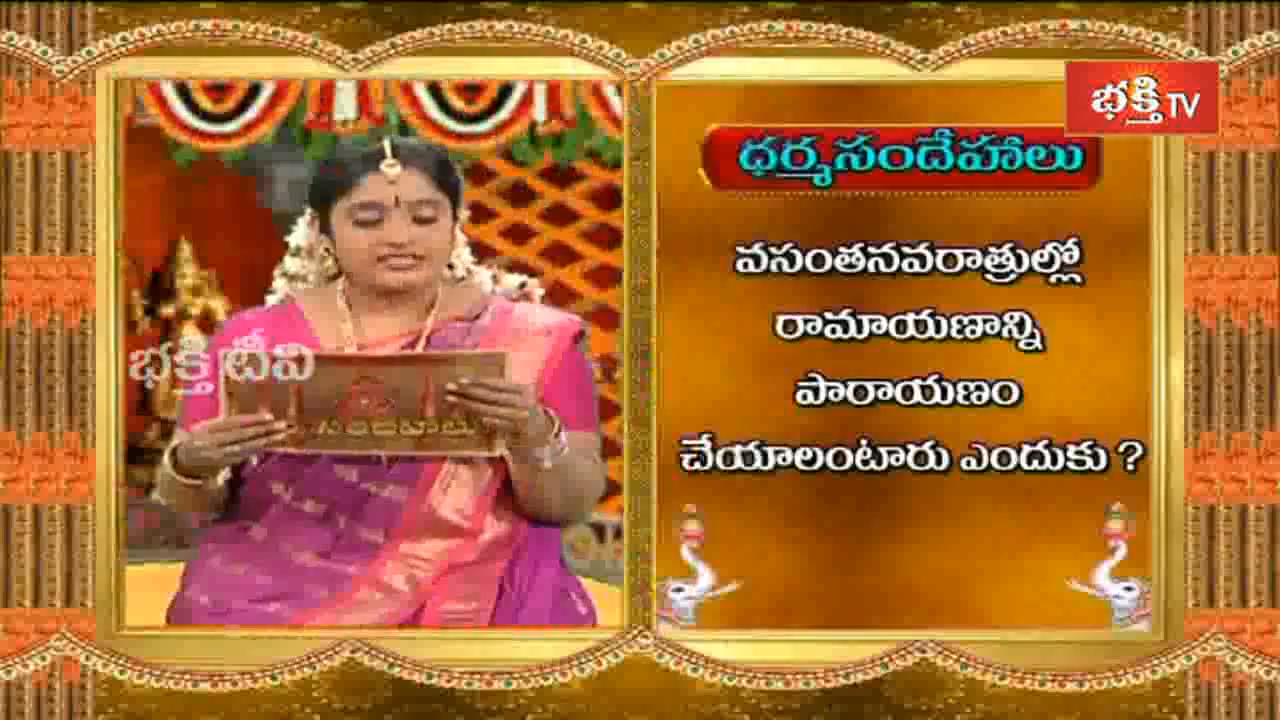 భక్తి TV
ధర్మసందేహాలు
వసంతనవరాత్రుల్లో
రామాయణాన్ని
పారాయణం
చేయాలంటారు ఎందుకు ?
భక్తి టీవి